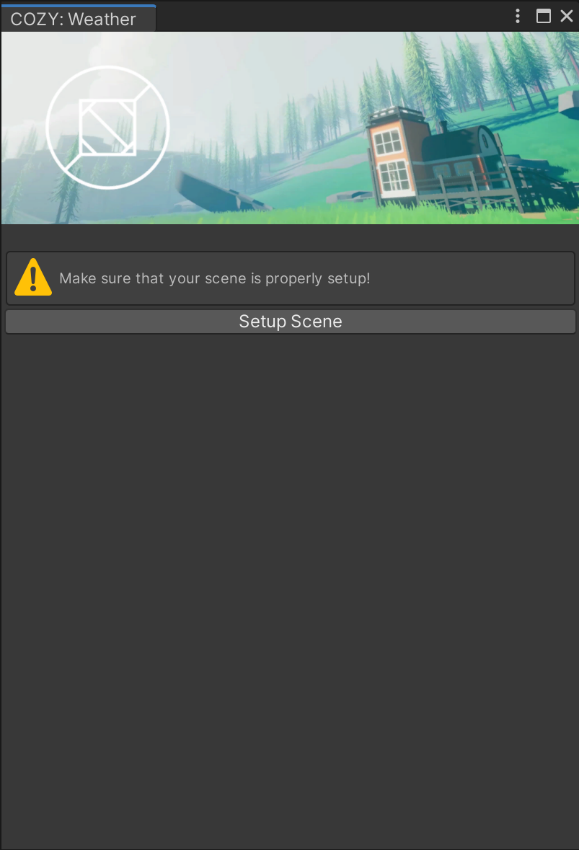 COZY: Weather
Make sure that your scene is properly setup!
Setup Scene